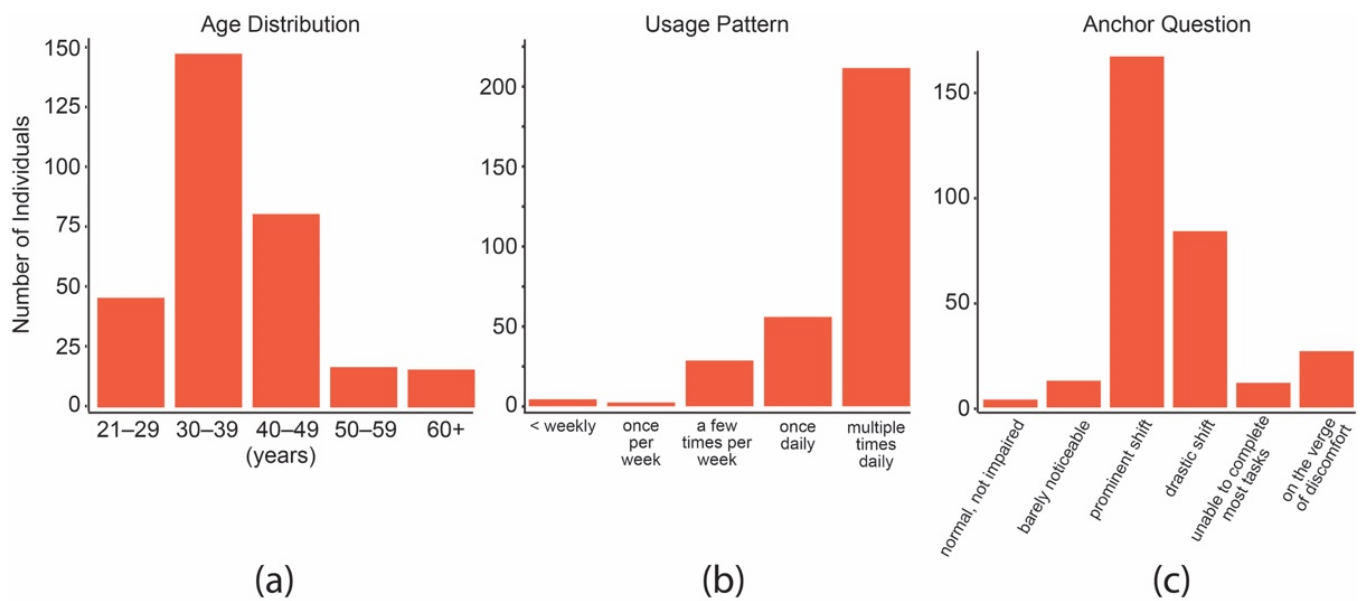 Age Distribution
Number of Individuals
150
125
100
75
50
25
0
21–29
30–39
40–49
50–59
60+
(years)
(a)
Usage Pattern
200
150
100
50
0
< weekly
once
per
week
a few
times per
week
once
daily
multiple
times
daily
(b)
Anchor Question
150
100
50
0
normal, not impaired
barely noticeable
prominent shift
drastic shift
unable to complete
most tasks
on the verge
of discomfort
(c)